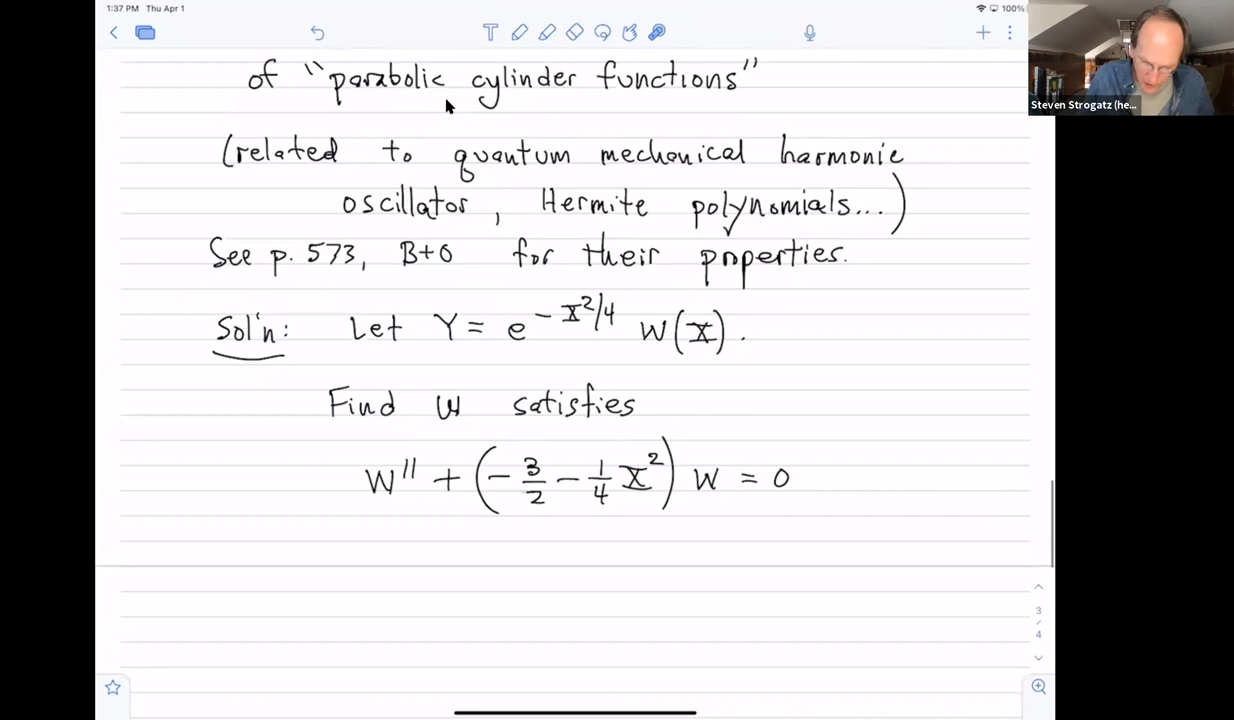 1:37 PM Thu Apr 1
100%
Steven Strogatz (he...
of "parabolic cylinder functions"
(related to quantum mechanical harmonic
oscillator, Hermite polynomials...)
See p. 573, B+O for their properties.
Sol'n: Let Y = e^{-X²/4} W(X).
Find W satisfies
W'' + (-3/2 - 1/4 X²) W = 0
3
/
4